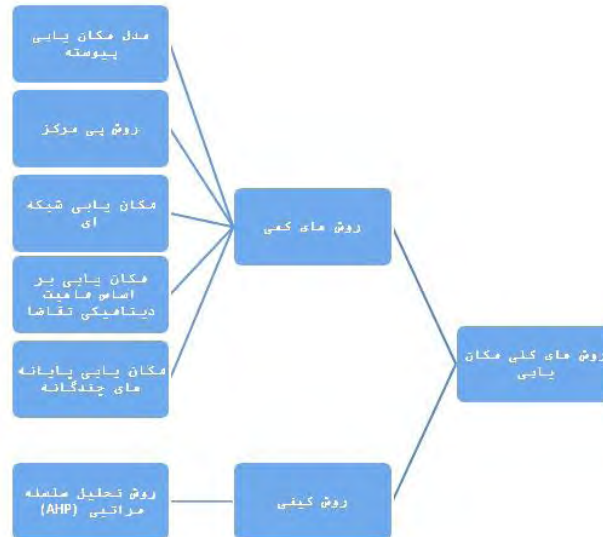 مدل مکان یابی
پیوسته
روش پی مرکز
مکان یابی شبکه
ای
مکان یابی بر
اساس ماهیت
دینامیکی تقاضا
مکان یابی پایانه
های چندگانه
روش تحلیل سلسله
مراتبی (AHP)
روش های کمی
روش کیفی
روش های کلی مکان
یابی